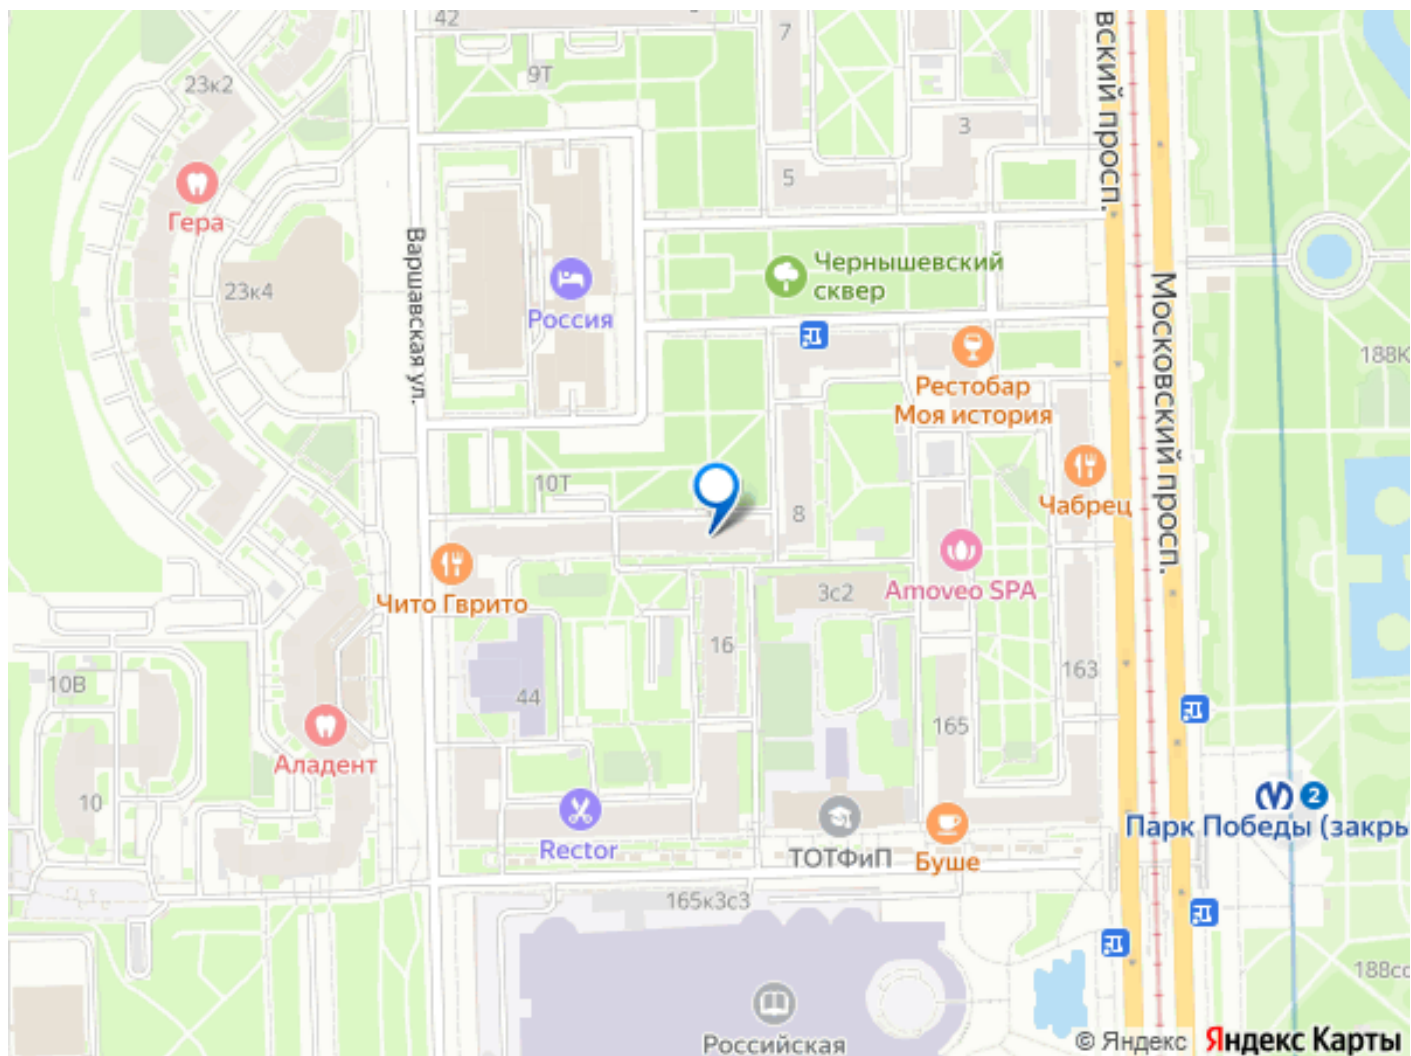 42
7
9Т
23к2
3
5
Гера
вский просп.
Варшавская ул.
Чернышевский
сквер
23к4
Россия
Московский просп.
188К
Рестобар
Моя история
10Т
8
Чабрец
Чито Гврито
3с2
Amoveo SPA
16
163
10В
44
165
Аладент
10
Rector
ТОТФиП
Буше
2
Парк Победы (закры
165к3с3
188сс
Российская
© Яндекс
Яндекс Карты